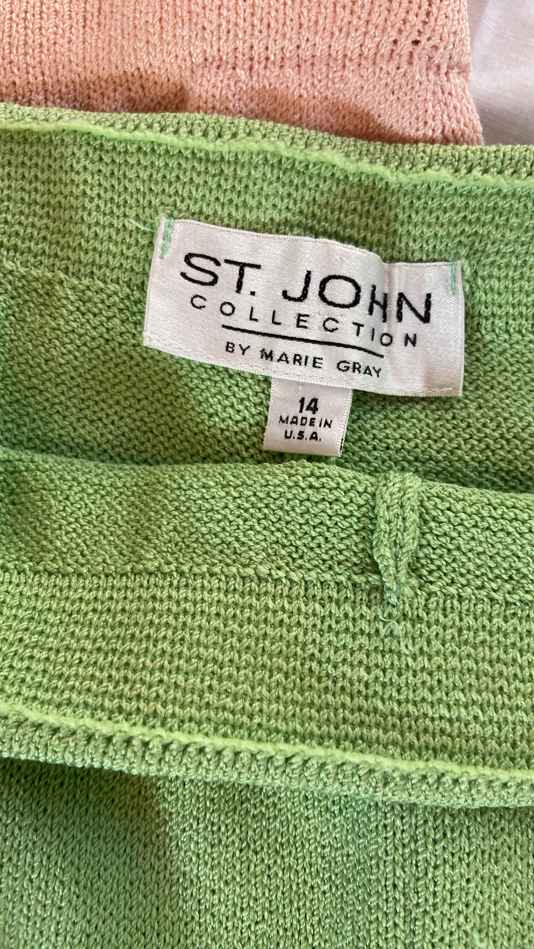 ST. JOHN
COLLECTION
BY MARIE GRAY
14
MADE IN
U.S.A.